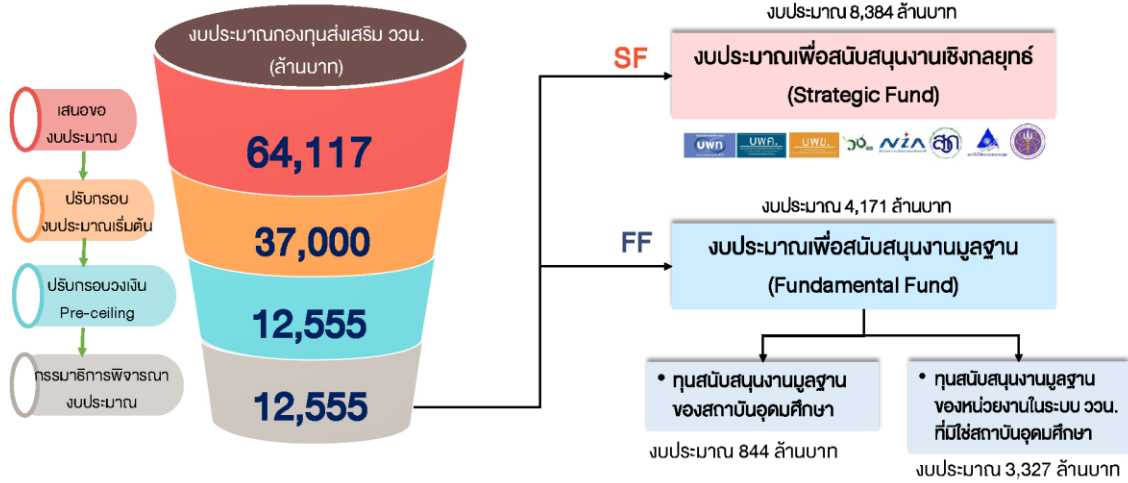 งบประมาณกองทุนส่งเสริม ววน.
(ล้านบาท)
เสนอขอ
งบประมาณ
64,117
ปรับกรอบ
งบประมาณเริ่มต้น
37,000
ปรับกรอบวงเงิน
Pre-ceiling
12,555
กรรมาธิการพิจารณา
งบประมาณ
12,555
งบประมาณ 8,384 ล้านบาท
SF
งบประมาณเพื่อสนับสนุนงานเชิงกลยุทธ์
(Strategic Fund)
บพท บพค. บพข. วช NIA สวก
งบประมาณ 4,171 ล้านบาท
FF
งบประมาณเพื่อสนับสนุนงานมูลฐาน
(Fundamental Fund)
• ทุนสนับสนุนงานมูลฐาน
ของสถาบันอุดมศึกษา
งบประมาณ 844 ล้านบาท
• ทุนสนับสนุนงานมูลฐาน
ของหน่วยงานในระบบ ววน.
ที่มิใช่สถาบันอุดมศึกษา
งบประมาณ 3,327 ล้านบาท